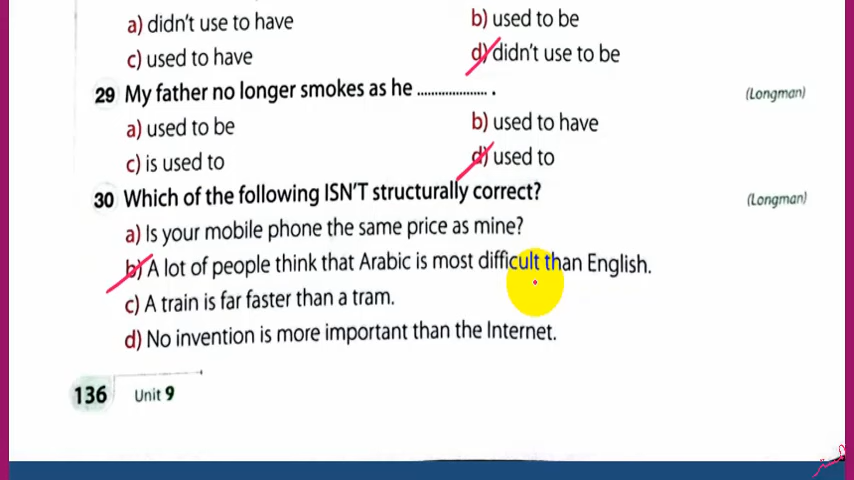 a) didn't use to have
b) used to be
c) used to have
d) didn't use to be
29 My father no longer smokes as he .................... .
(Longman)
a) used to be
b) used to have
c) is used to
d) used to
30 Which of the following ISN'T structurally correct?
(Longman)
a) Is your mobile phone the same price as mine?
b) A lot of people think that Arabic is most difficult than English.
c) A train is far faster than a tram.
d) No invention is more important than the Internet.
136 Unit 9